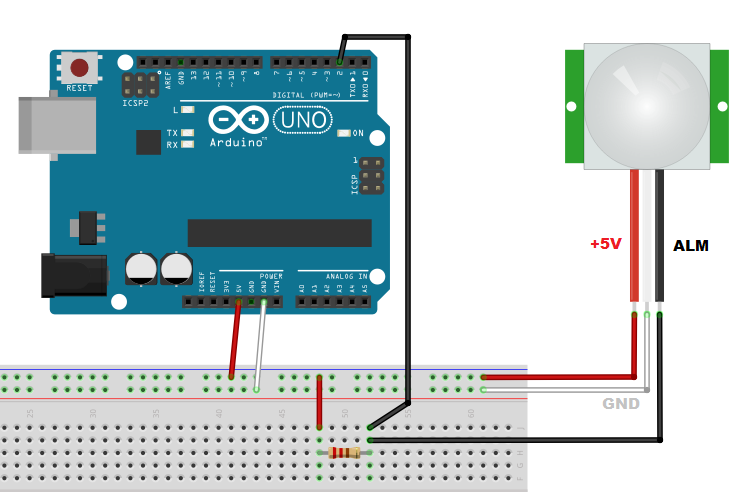 RESET
ICSP2
AREF
GND
13
12
~11
~10
~9
8
7
~6
~5
4
~3
2
TXD▶1
RXD◀0
DIGITAL (PWM=~)
L
TX
RX
Arduino™
UNO
ON
1
ICSP
+5V
ALM
POWER
ANALOG IN
IOREF
RESET
3V3
5V
GND
GND
VIN
A0
A1
A2
A3
A4
A5
GND
25
30
35
40
45
50
55
60
J
I
H
G
F